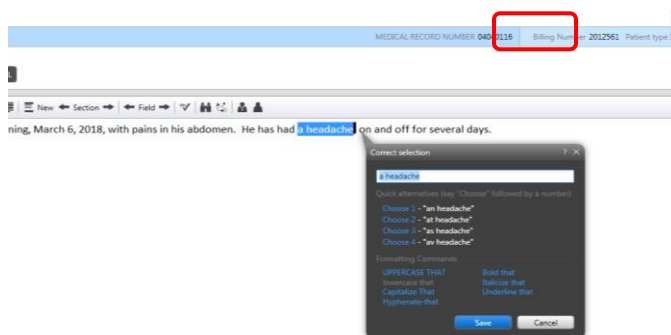 MEDICAL RECORD NUMBER 04040116 Billing Number 2012561 Patient type
New Section Field
ning, March 6, 2018, with pains in his abdomen. He has had a headache on and off for several days.
Correct selection ? ×
a headache
Quick alternatives (say "Choose" followed by a number)
Choose 1 - "an headache"
Choose 2 - "at headache"
Choose 3 - "as headache"
Choose 4 - "av headache"
Formatting Commands
UPPERCASE THAT Bold that
lowercase that Italicize that
Capitalize That Underline that
Hyphenate-that
Save Cancel